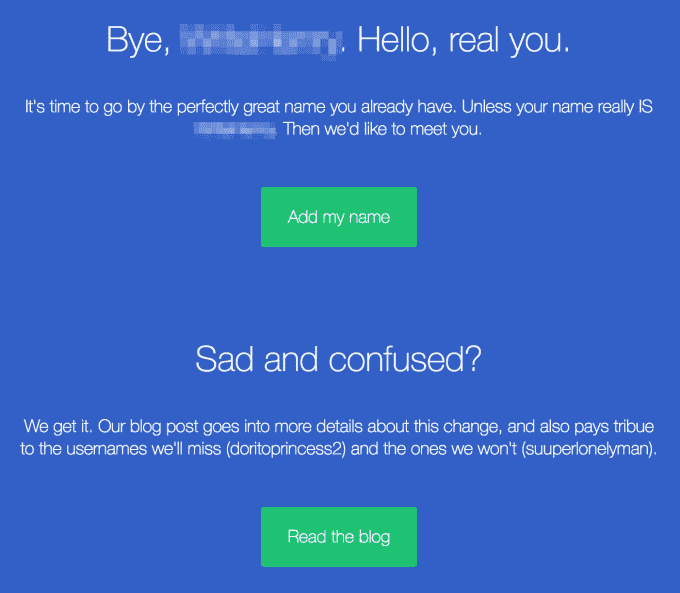 Bye, . Hello, real you.
It's time to go by the perfectly great name you already have. Unless your name really IS
. Then we'd like to meet you.
Add my name
Sad and confused?
We get it. Our blog post goes into more details about this change, and also pays tribue
to the usernames we'll miss (doritoprincess2) and the ones we won't (suuperlonelyman).
Read the blog